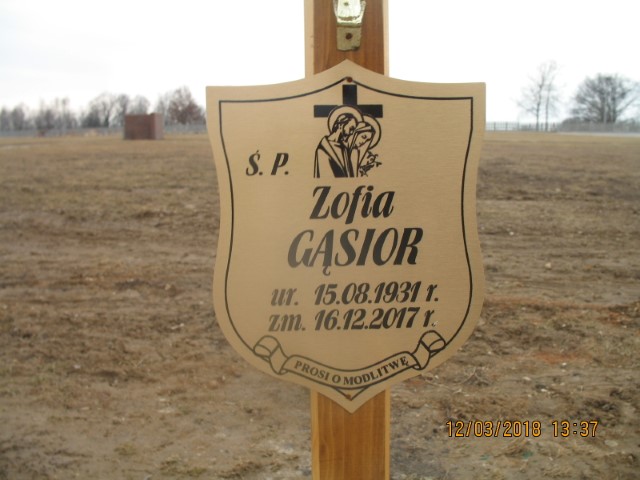 Ś. P.
Zofia
GĄSIOR
ur. 15.08.1931 r.
zm. 16.12.2017 r.
PROSI O MODLITWĘ
12/03/2018 13:37